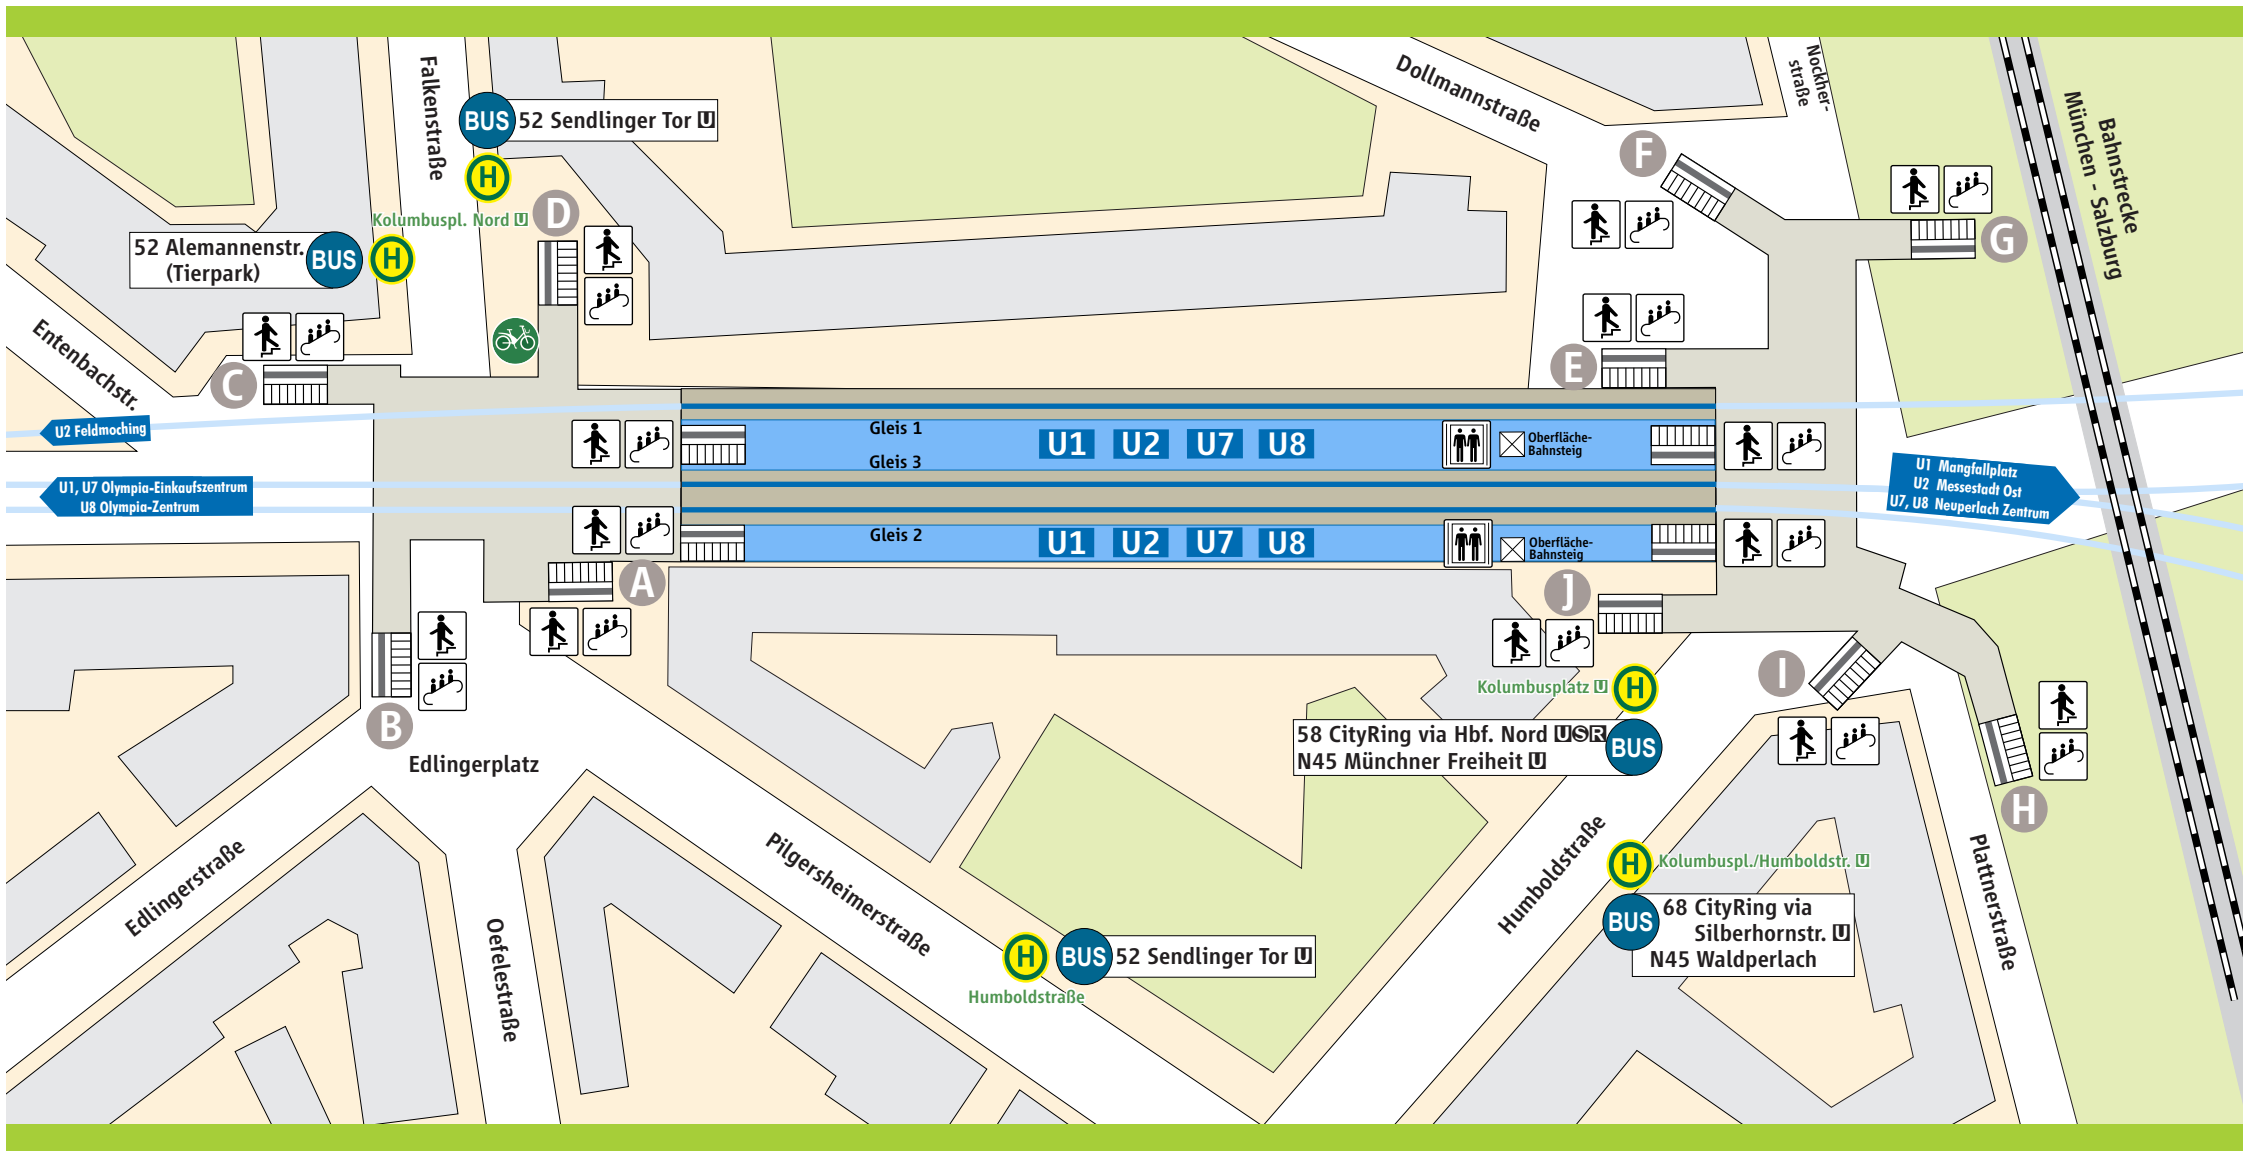 Falkenstraße
BUS 52 Sendlinger Tor U
H
Kolumbuspl. Nord U
D
52 Alemannenstr.
(Tierpark)
BUS
H
Entenbachstr.
C
Dollmannstraße
Nockher-
straße
F
G
E
Bahnstrecke
München - Salzburg
U2 Feldmoching
U1, U7 Olympia-Einkaufszentrum
U8 Olympia-Zentrum
Gleis 1
U1 U2 U7 U8
Oberfläche-
Bahnsteig
Gleis 3
Gleis 2
U1 U2 U7 U8
Oberfläche-
Bahnsteig
U1 Mangfallplatz
U2 Messestadt Ost
U7, U8 Neuperlach Zentrum
A
B
J
I
H
Edlingerplatz
Kolumbusplatz U
H
58 CityRing via Hbf. Nord U S R
N45 Münchner Freiheit U
BUS
Edlingerstraße
Oefelestraße
Pilgersheimerstraße
Humboldtstraße
Plattnerstraße
H
Kolumbuspl./Humboldstr. U
BUS
68 CityRing via
Silberhornstr. U
N45 Waldperlach
H
BUS 52 Sendlinger Tor U
Humboldstraße